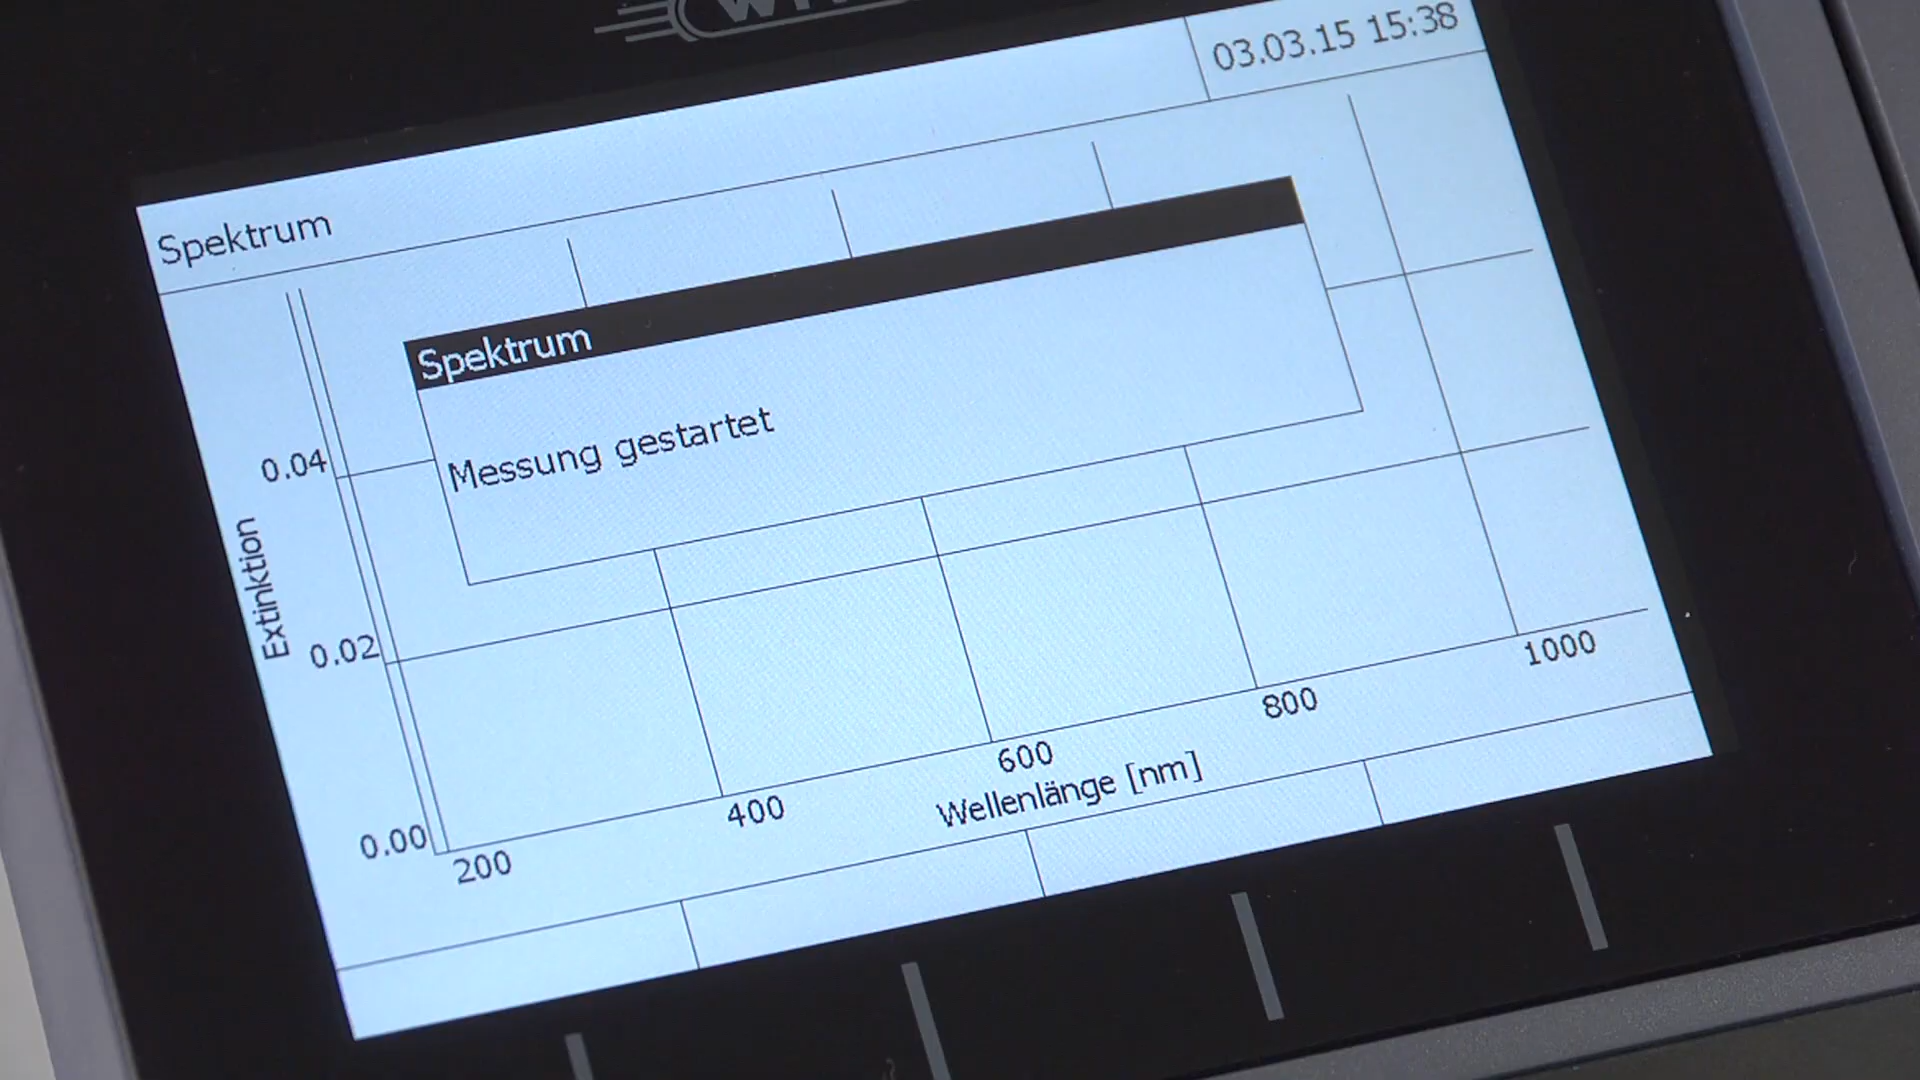 03.03.15 15:38
Spektrum
Spektrum
Messung gestartet
0.04
0.02
0.00
Extinktion
200
400
600
800
1000
Wellenlänge [nm]